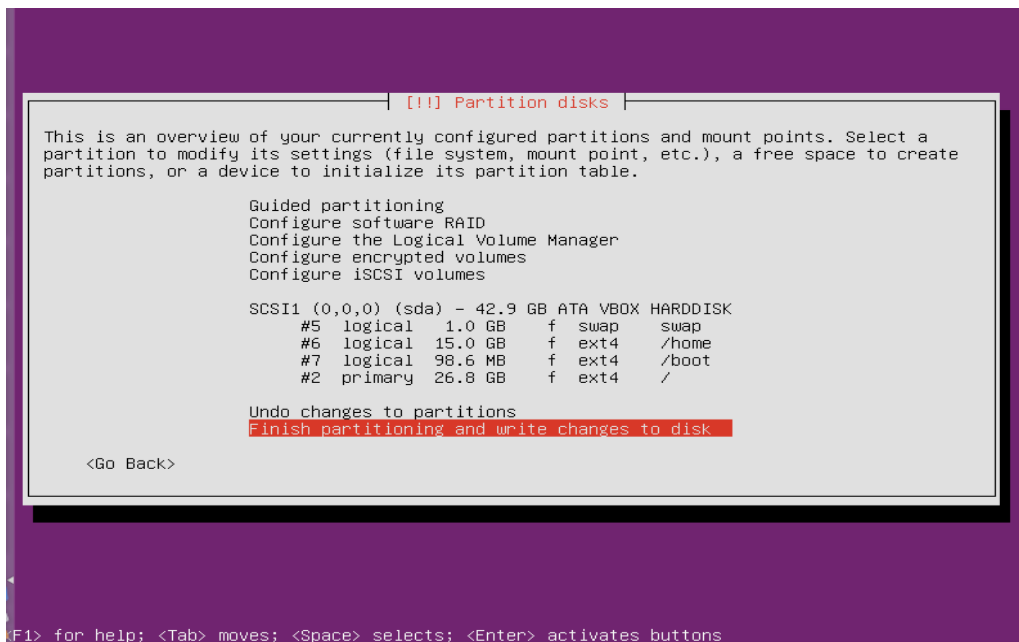 [!!] Partition disks
This is an overview of your currently configured partitions and mount points. Select a
partition to modify its settings (file system, mount point, etc.), a free space to create
partitions, or a device to initialize its partition table.
Guided partitioning
Configure software RAID
Configure the Logical Volume Manager
Configure encrypted volumes
Configure iSCSI volumes
SCSI1 (0,0,0) (sda) - 42.9 GB ATA VBOX HARDDISK
#5 logical 1.0 GB f swap swap
#6 logical 15.0 GB f ext4 /home
#7 logical 98.6 MB f ext4 /boot
#2 primary 26.8 GB f ext4 /
Undo changes to partitions
Finish partitioning and write changes to disk
<Go Back>
<F1> for help; <Tab> moves; <Space> selects; <Enter> activates buttons